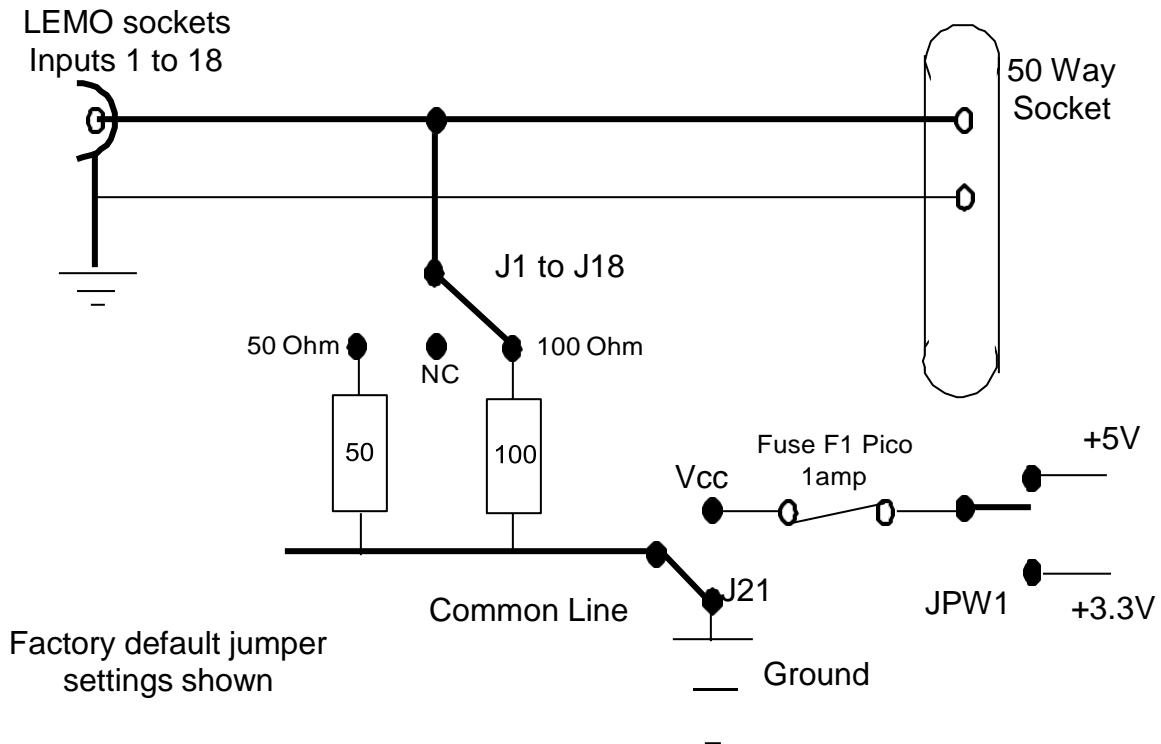 LEMO sockets
Inputs 1 to 18
50 Way
Socket
J1 to J18
50 Ohm
NC
100 Ohm
50
100
Fuse F1 Pico
1amp
+5V
Vcc
J21
JPW1
+3.3V
Common Line
Factory default jumper
settings shown
Ground